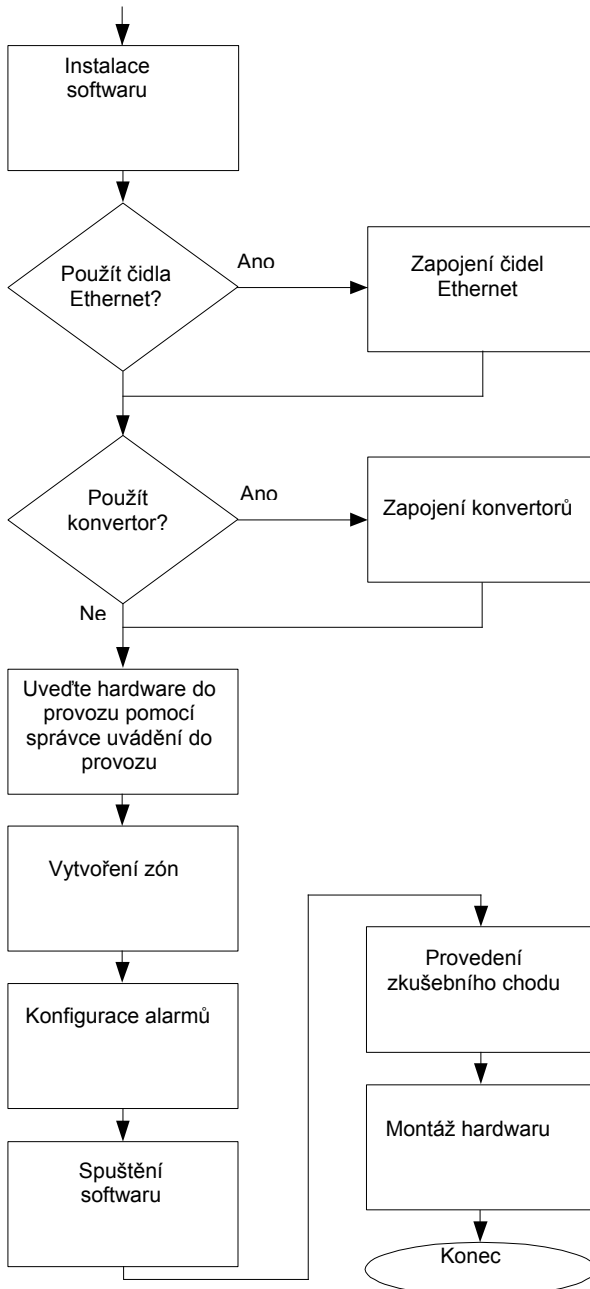 Instalace
softwaru
Použít čidla
Ethernet?
Ano
Zapojení čidel
Ethernet
Použít
konvertor?
Ano
Zapojení konvertorů
Ne
Uveďte hardware do
provozu pomocí
správce uvádění do
provozu
Vytvoření zón
Konfigurace alarmů
Spuštění
softwaru
Provedení
zkušebního chodu
Montáž hardwaru
Konec